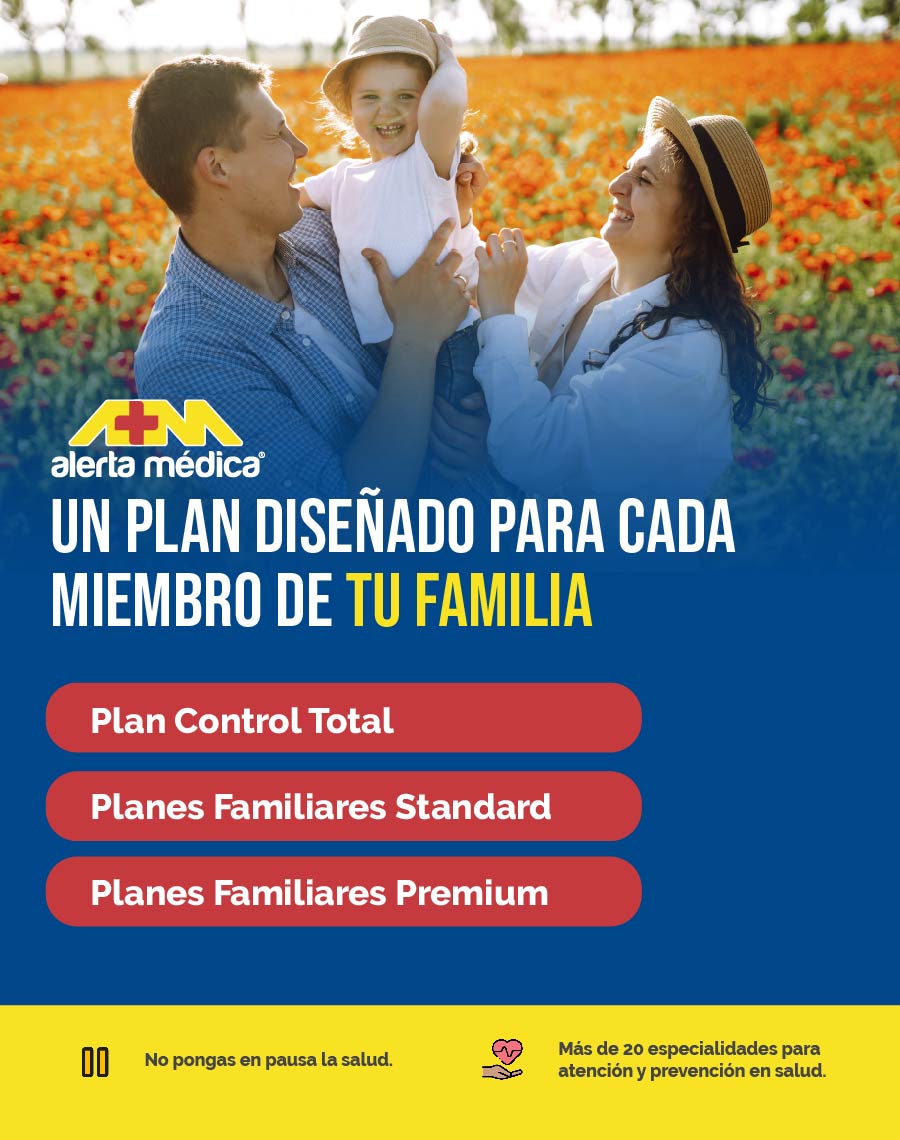 alerta médica®
UN PLAN DISEÑADO PARA CADA
MIEMBRO DE TU FAMILIA
Plan Control Total
Planes Familiares Standard
Planes Familiares Premium
No pongas en pausa la salud.
Más de 20 especialidades para
atención y prevención en salud.